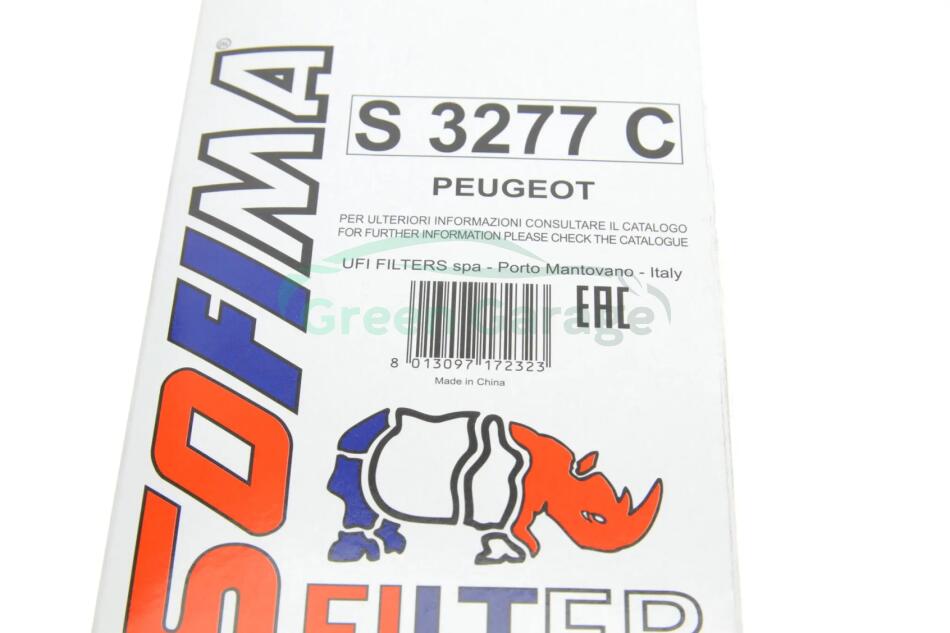 SOFIMA®
S 3277 C
PEUGEOT
PER ULTERIORI INFORMAZIONI CONSULTARE IL CATALOGO
FOR FURTHER INFORMATION PLEASE CHECK THE CATALOGUE
UFI FILTERS spa - Porto Mantovano - Italy
EAC
Green Garage
8 013097 172323
Made in China
FILTER